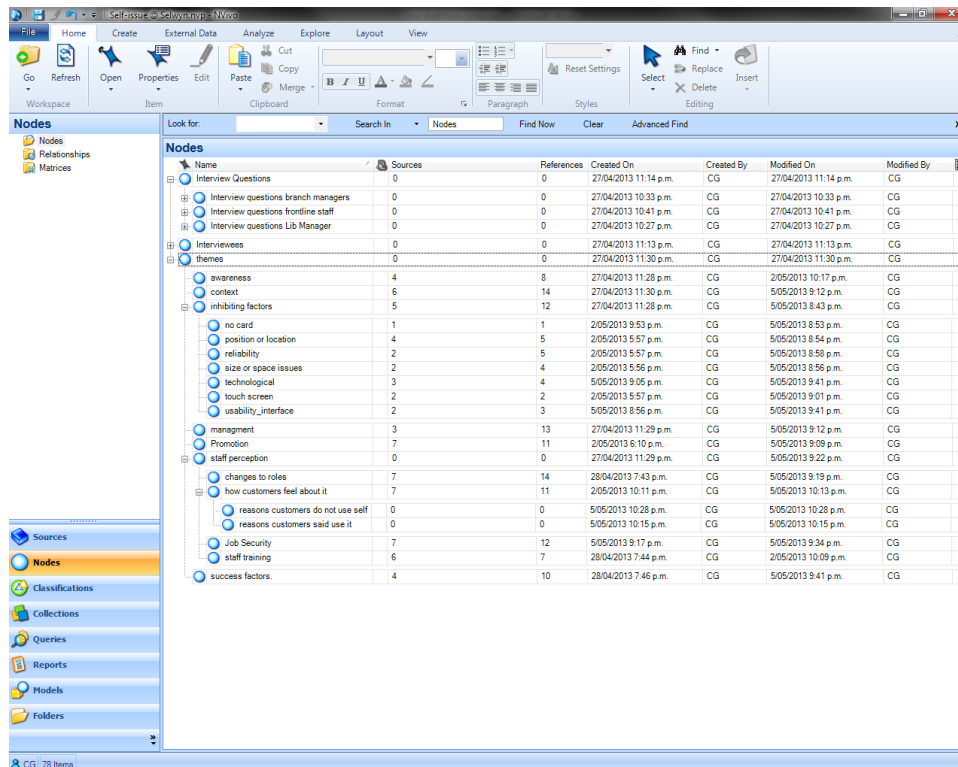 Self-issue @ Selwyn.nvp - NVivo
File Home Create External Data Analyze Explore Layout View
Go Refresh Open Properties Edit Paste Cut Copy Merge B I U A Reset Settings Select Find Replace Delete Insert
Workspace Item Clipboard Format Paragraph Styles Editing
Nodes
Nodes
Relationships
Matrices
Look for: Search In Nodes Find Now Clear Advanced Find
Nodes
Name Sources References Created On Created By Modified On Modified By
Interview Questions 0 0 27/04/2013 11:14 p.m. CG 27/04/2013 11:14 p.m. CG
Interview questions branch managers 0 0 27/04/2013 10:33 p.m. CG 27/04/2013 10:33 p.m. CG
Interview questions frontline staff 0 0 27/04/2013 10:41 p.m. CG 27/04/2013 10:41 p.m. CG
Interview questions Lib Manager 0 0 27/04/2013 10:27 p.m. CG 27/04/2013 10:27 p.m. CG
Interviewees 0 0 27/04/2013 11:13 p.m. CG 27/04/2013 11:13 p.m. CG
themes 0 0 27/04/2013 11:30 p.m. CG 27/04/2013 11:30 p.m. CG
awareness 4 8 27/04/2013 11:28 p.m. CG 2/05/2013 10:17 p.m. CG
context 6 14 27/04/2013 11:30 p.m. CG 5/05/2013 9:12 p.m. CG
inhibiting factors 5 12 27/04/2013 11:28 p.m. CG 5/05/2013 8:43 p.m. CG
no card 1 1 2/05/2013 9:53 p.m. CG 5/05/2013 8:53 p.m. CG
position or location 4 5 2/05/2013 5:57 p.m. CG 5/05/2013 8:54 p.m. CG
reliability 2 5 2/05/2013 5:57 p.m. CG 5/05/2013 8:58 p.m. CG
size or space issues 2 4 2/05/2013 5:56 p.m. CG 5/05/2013 8:56 p.m. CG
technological 3 4 5/05/2013 9:05 p.m. CG 5/05/2013 9:41 p.m. CG
touch screen 2 2 2/05/2013 5:57 p.m. CG 5/05/2013 9:01 p.m. CG
usability_interface 2 3 5/05/2013 8:56 p.m. CG 5/05/2013 9:41 p.m. CG
managment 3 13 27/04/2013 11:29 p.m. CG 5/05/2013 9:12 p.m. CG
Promotion 7 11 2/05/2013 6:10 p.m. CG 5/05/2013 9:09 p.m. CG
staff perception 0 0 27/04/2013 11:29 p.m. CG 5/05/2013 9:22 p.m. CG
changes to roles 7 14 28/04/2013 7:43 p.m. CG 5/05/2013 9:19 p.m. CG
how customers feel about it 7 11 2/05/2013 10:11 p.m. CG 5/05/2013 10:13 p.m. CG
reasons customers do not use self 0 0 5/05/2013 10:28 p.m. CG 5/05/2013 10:28 p.m. CG
reasons customers said use it 0 0 5/05/2013 10:15 p.m. CG 5/05/2013 10:15 p.m. CG
Job Security 7 12 5/05/2013 9:17 p.m. CG 5/05/2013 9:34 p.m. CG
staff training 6 7 28/04/2013 7:44 p.m. CG 2/05/2013 10:09 p.m. CG
success factors. 4 10 28/04/2013 7:46 p.m. CG 5/05/2013 9:41 p.m. CG
Sources
Nodes
Classifications
Collections
Queries
Reports
Models
Folders
CG 78 Items